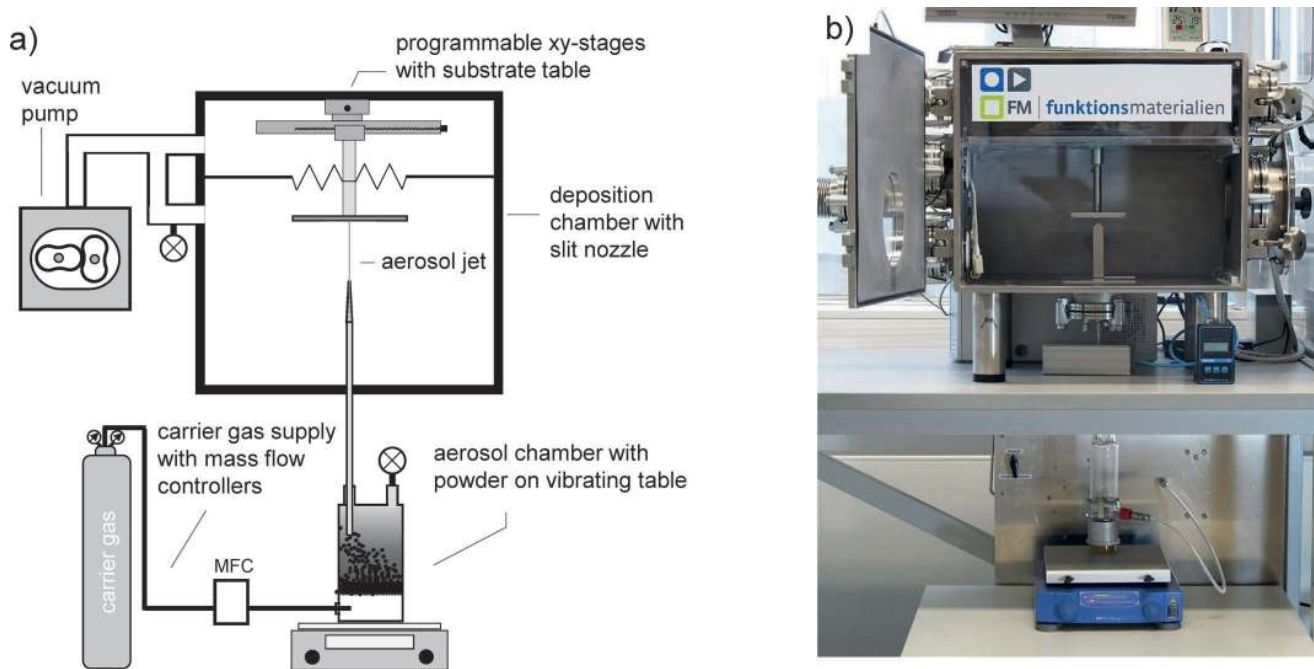 a)
programmable xy-stages
with substrate table
vacuum
pump
deposition
chamber with
slit nozzle
aerosol jet
carrier gas supply
with mass flow
controllers
aerosol chamber with
powder on vibrating table
MFC
carrier gas
b)
FM funktionsmaterialien